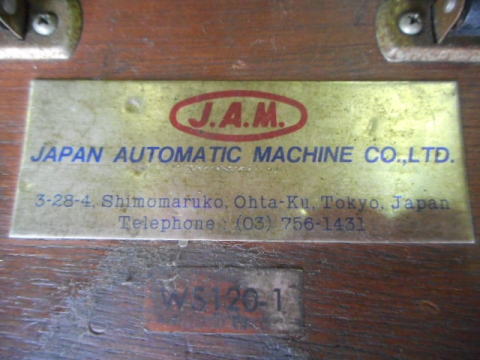 J.A.M.
JAPAN AUTOMATIC MACHINE CO.,LTD.
3-28-4, Shimomaruko, Ohta-Ku, Tokyo, Japan
Telephone : (03) 756-1431
WS120-1